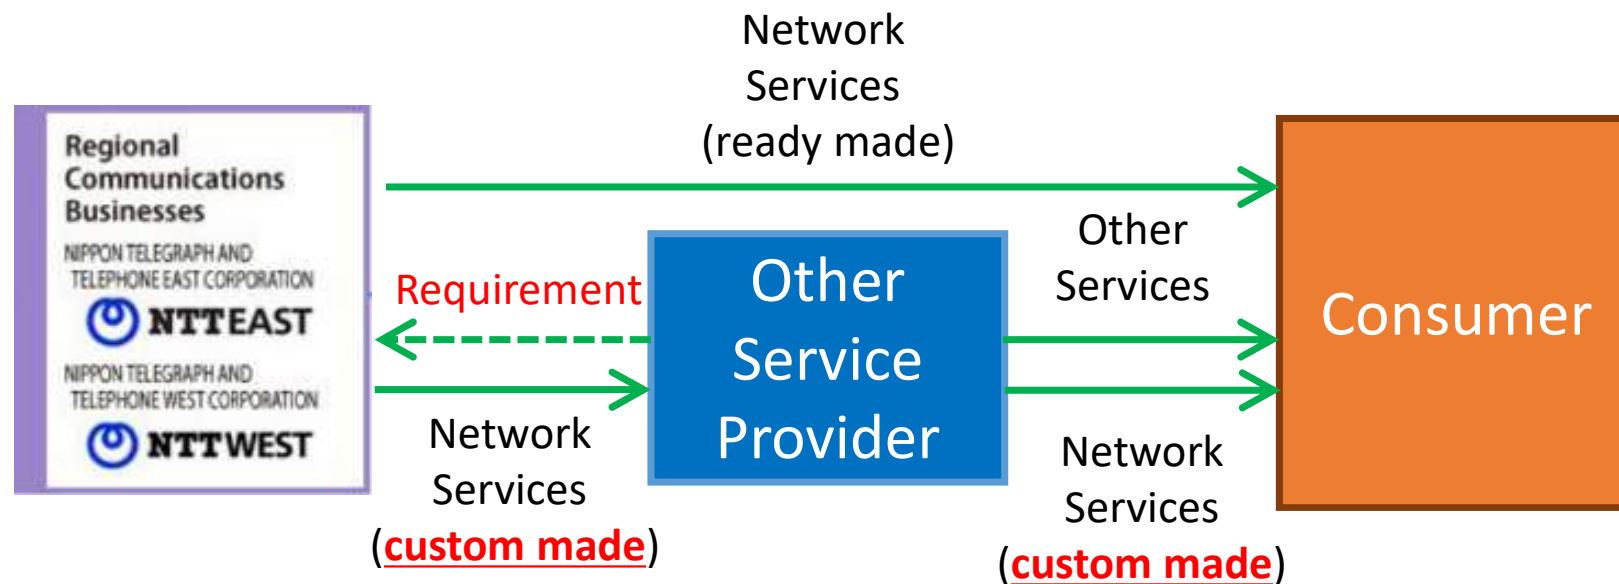 Network
Services
(ready made)
Regional
Communications
Businesses
NIPPON TELEGRAPH AND
TELEPHONE EAST CORPORATION
NTTEAST
NIPPON TELEGRAPH AND
TELEPHONE WEST CORPORATION
NTTWEST
Requirement
Network
Services
(custom made)
Other
Service
Provider
Other
Services
Network
Services
(custom made)
Consumer